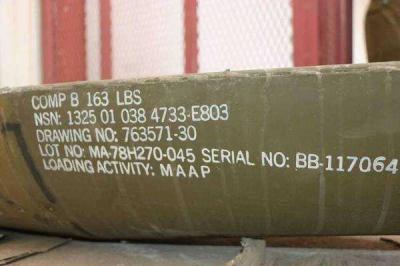 COMP B 163 LBS
NSN: 1325 01 038 4733-E803
DRAWING NO: 763571-30
LOT NO: MA-78H270-045 SERIAL NO: BB-117064
LOADING ACTIVITY: MAAP